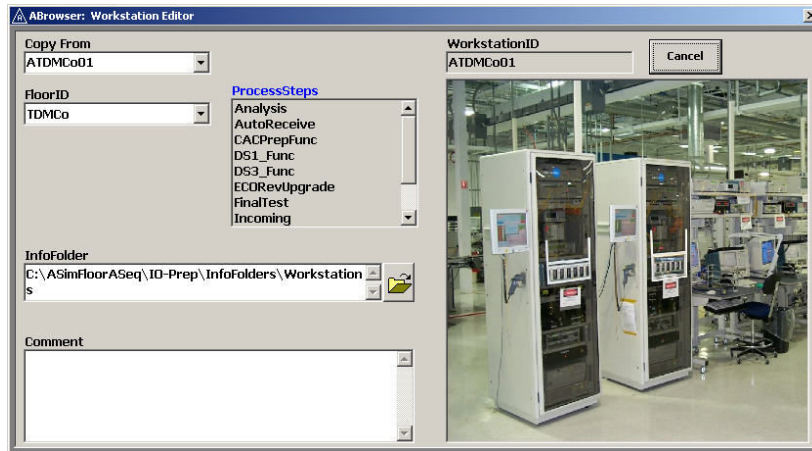 ABrowser: Workstation Editor
Copy From
ATDMCo01
WorkstationID
ATDMCo01
Cancel
FloorID
TDMCo
ProcessSteps
Analysis
AutoReceive
CACPrepFunc
DS1_Func
DS3_Func
ECORevUpgrade
FinalTest
Incoming
InfoFolder
C:\ASimFloorASeq\IO-Prep\InfoFolders\Workstation
s
Comment